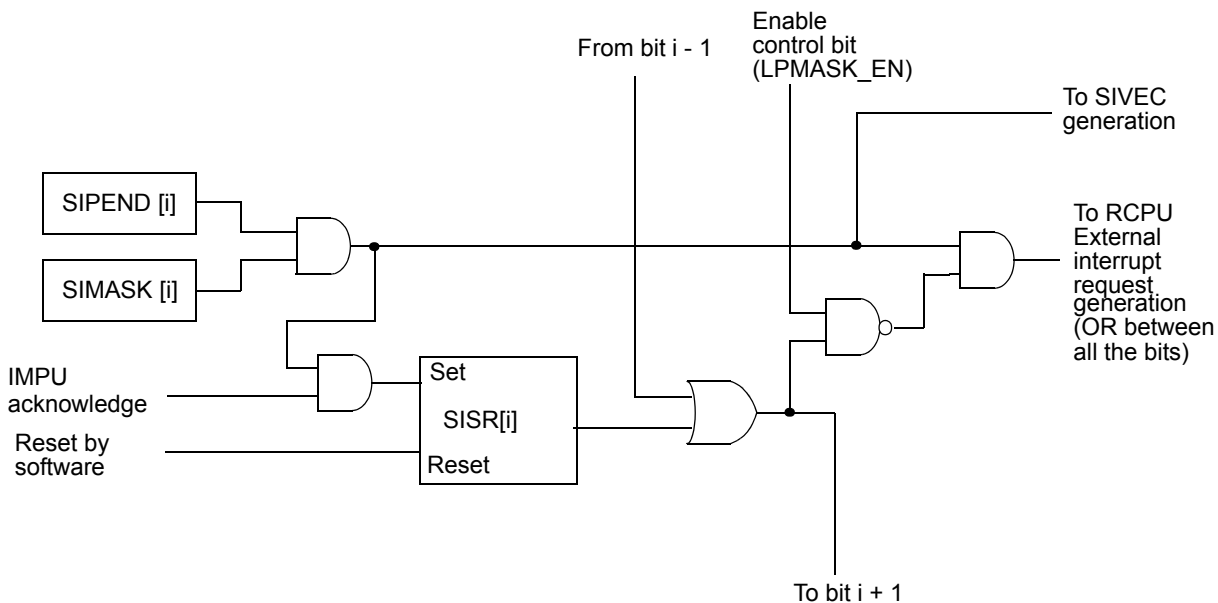 From bit i - 1
Enable
control bit
(LPMASK_EN)
To SIVEC
generation
SIPEND [i]
SIMASK [i]
To RCPU
External
interrupt
request
generation
(OR between
all the bits)
IMPU
acknowledge
Reset by
software
Set
SISR[i]
Reset
To bit i + 1